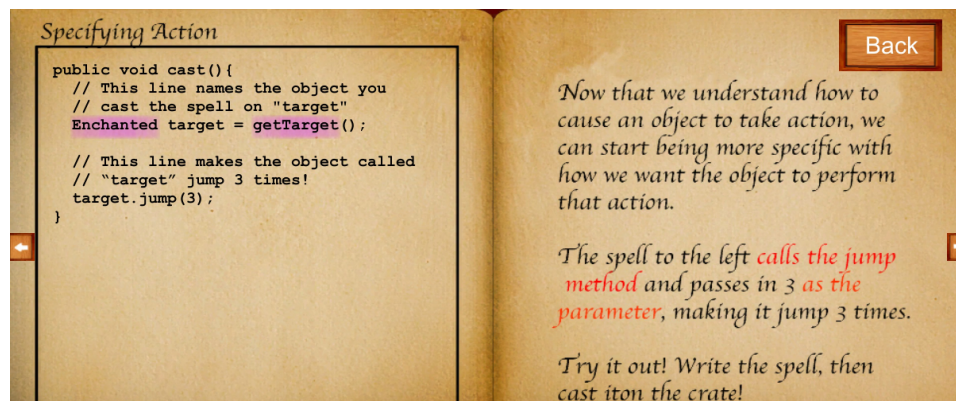 Specifying Action
public void cast(){
// This line names the object you
// cast the spell on "target"
Enchanted target = getTarget();
// This line makes the object called
// “target” jump 3 times!
target.jump(3);
}
Back
Now that we understand how to
cause an object to take action, we
can start being more specific with
how we want the object to perform
that action.
The spell to the left calls the jump
method and passes in 3 as the
parameter, making it jump 3 times.
Try it out! Write the spell, then
cast iton the crate!